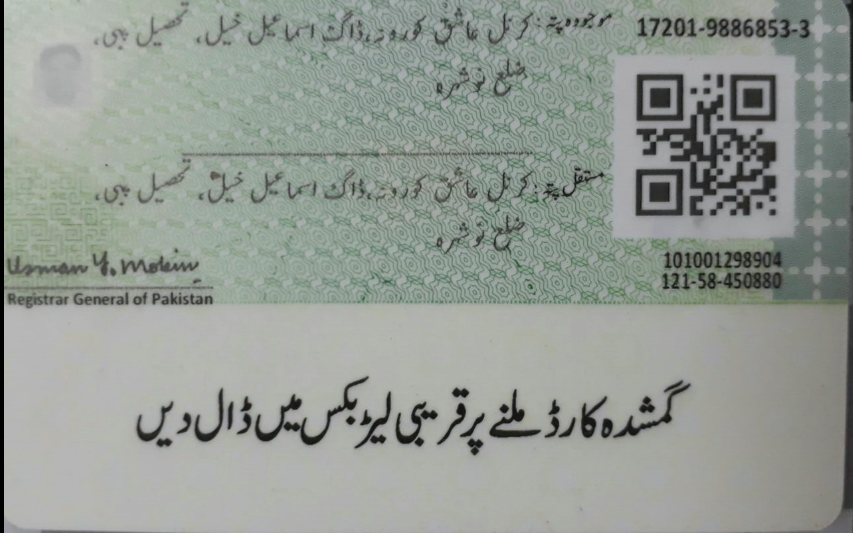 17201-9886853-3
موجودہ پتہ: کرنل عاشق کورونہ، ڈاک اسماعیل خیل، تحصیل پبی،
ضلع نوشہرہ
مستقل پتہ: کرنل عاشق کورونہ، ڈاک اسماعیل خیل، تحصیل پبی،
ضلع نوشہرہ
101001298904
121-58-450880
Usman Y. Mobin
Registrar General of Pakistan
گمشدہ کارڈ ملنے پر قریبی لیٹر بکس میں ڈال دیں